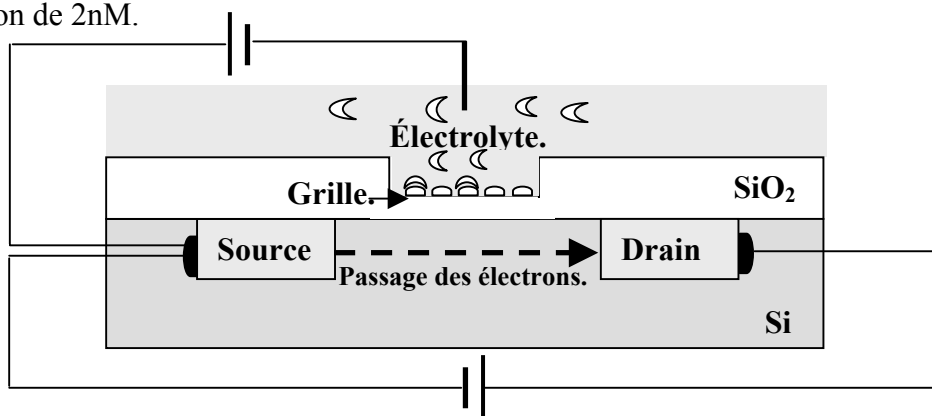 on de 2nM.
Électrolyte.
Grille.
SiO₂
Source
Drain
Passage des électrons.
Si